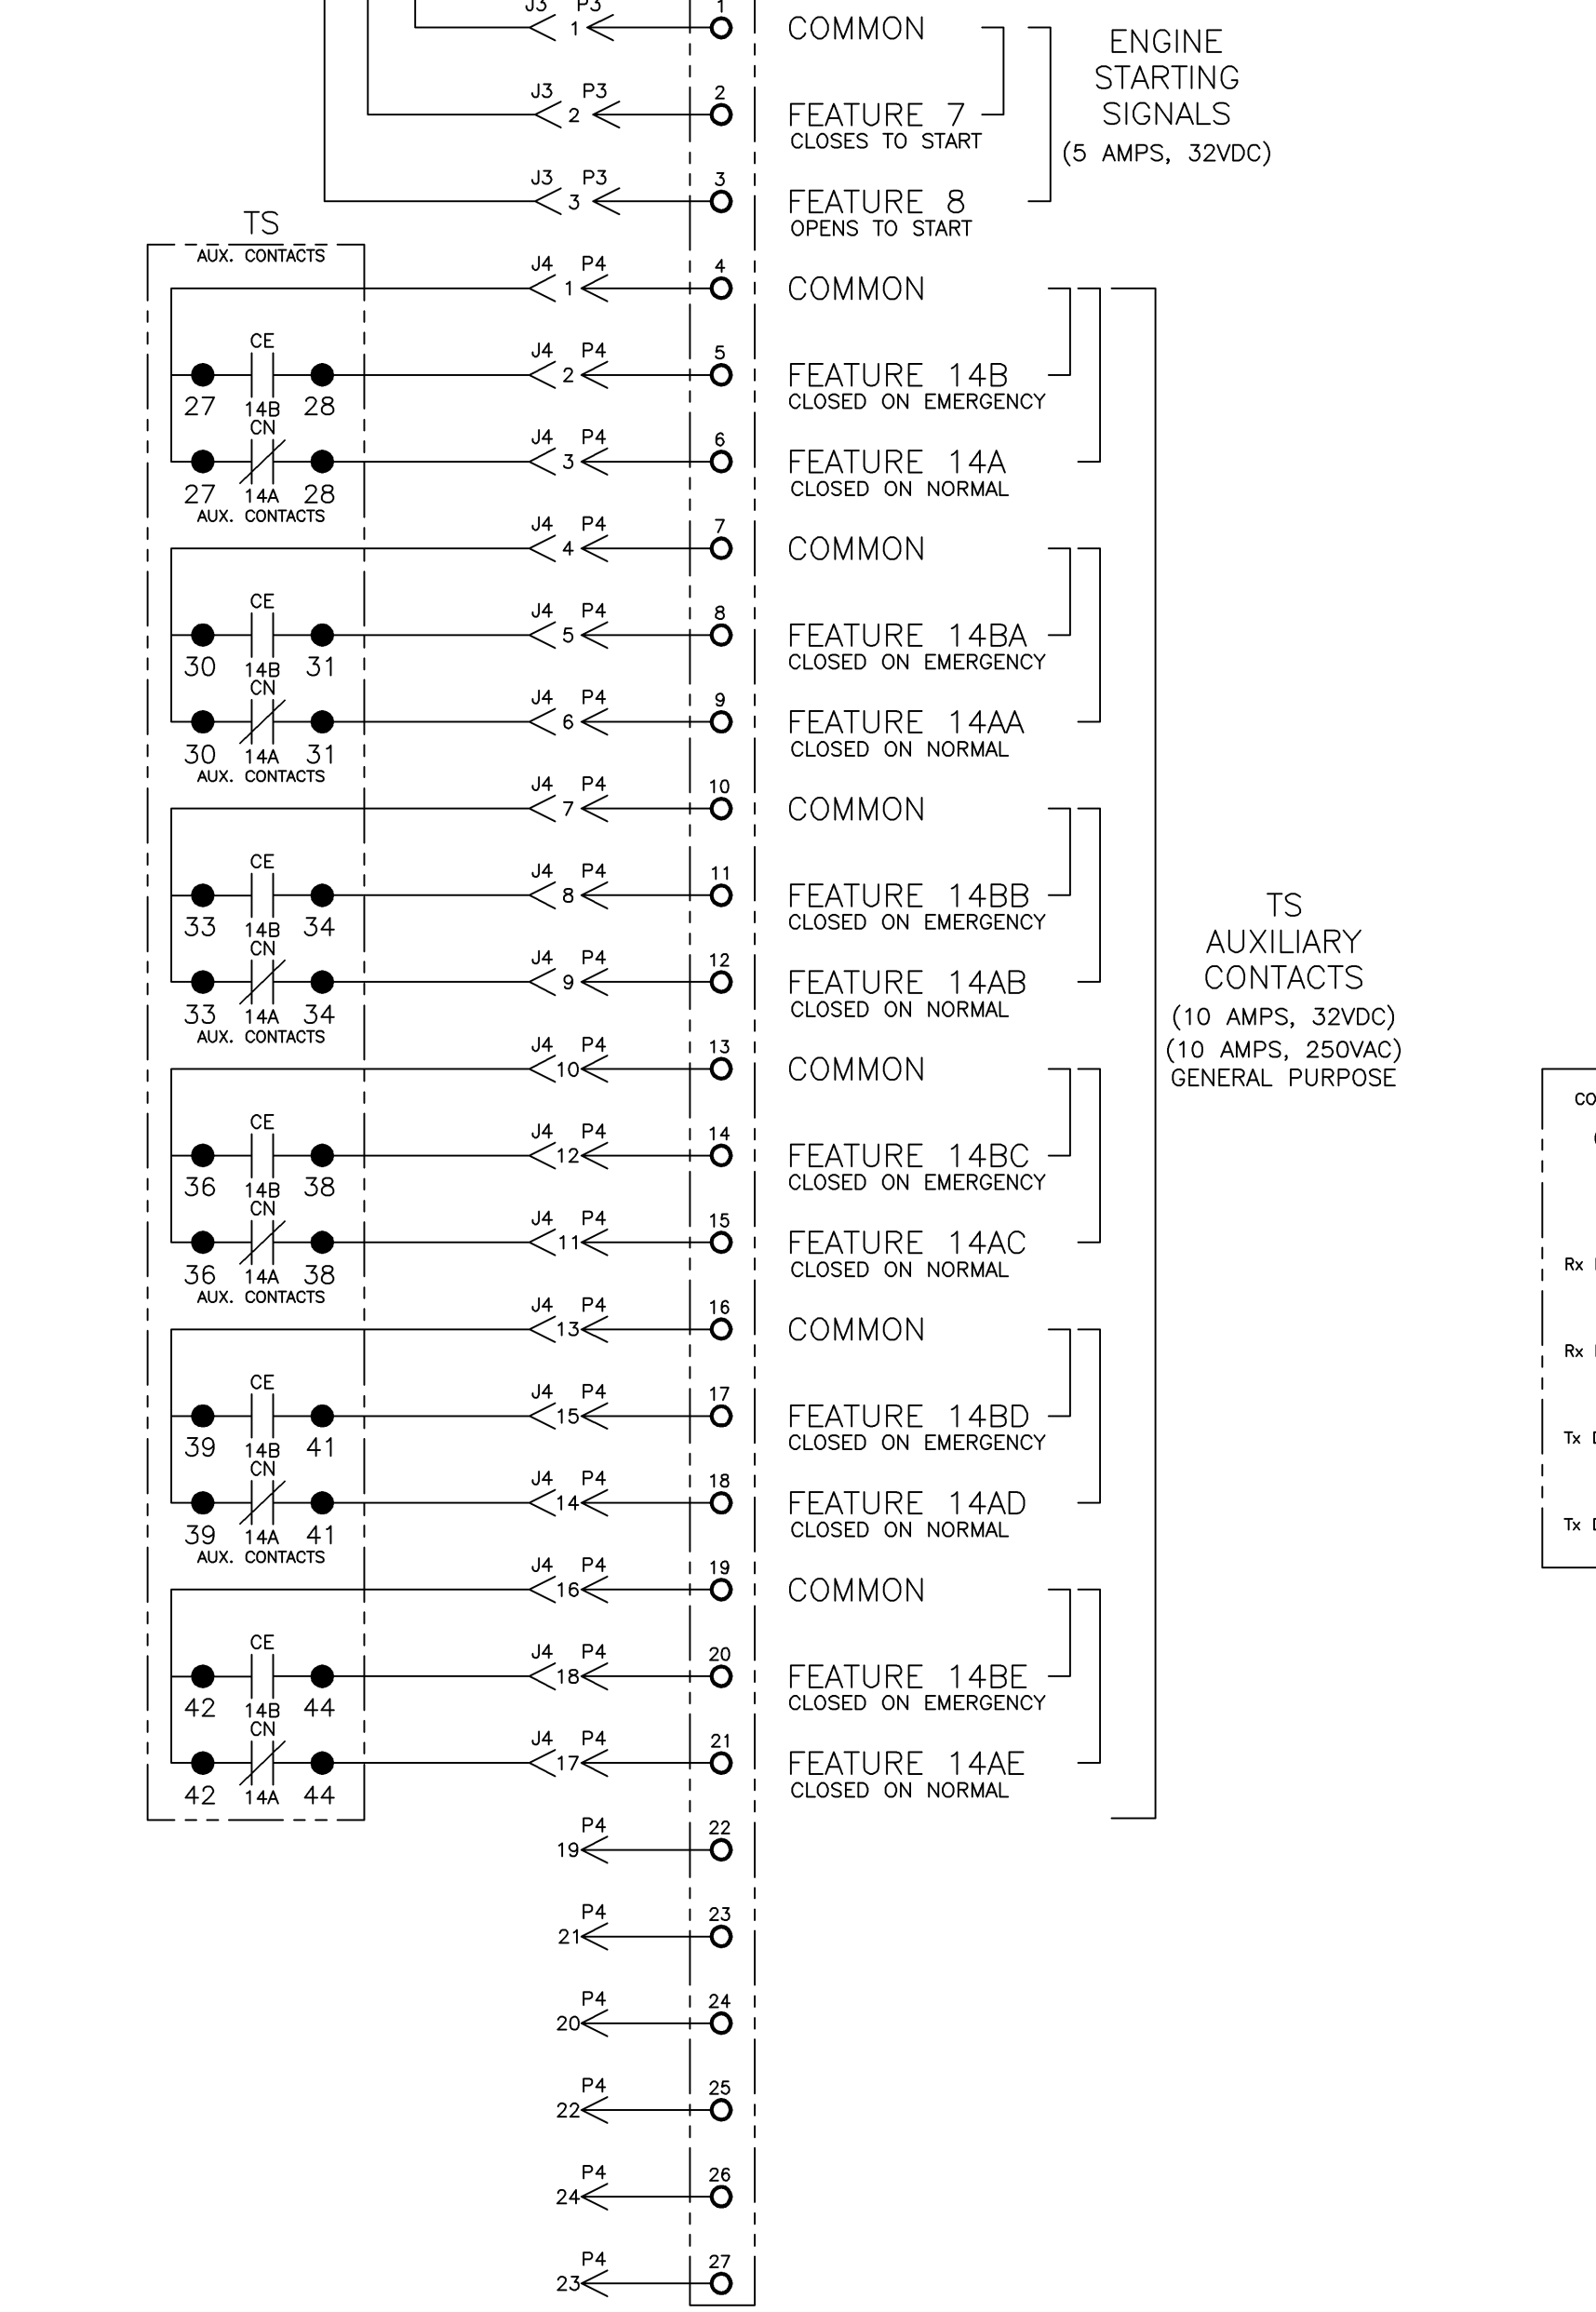 J3 P3 1
1 COMMON
ENGINE
STARTING
SIGNALS
(5 AMPS, 32VDC)
J3 P3 2
2 FEATURE 7
CLOSES TO START
J3 P3 3
3 FEATURE 8
OPENS TO START
TS
AUX. CONTACTS
J4 P4 4
1 COMMON
CE J4 P4 5
2 FEATURE 14B
27 14B 28 CLOSED ON EMERGENCY
CN J4 P4 6
3 FEATURE 14A
27 14A 28 CLOSED ON NORMAL
AUX. CONTACTS
J4 P4 7
4 COMMON
CE J4 P4 8
5 FEATURE 14BA
30 14B 31 CLOSED ON EMERGENCY
CN J4 P4 9
6 FEATURE 14AA
30 14A 31 CLOSED ON NORMAL
AUX. CONTACTS
J4 P4 10
7 COMMON
CE J4 P4 11
8 FEATURE 14BB
33 14B 34 CLOSED ON EMERGENCY
CN J4 P4 12
9 FEATURE 14AB
33 14A 34 CLOSED ON NORMAL
AUX. CONTACTS
TS
AUXILIARY
CONTACTS
(10 AMPS, 32VDC)
(10 AMPS, 250VAC)
GENERAL PURPOSE
J4 P4 13
10 COMMON
CE J4 P4 14
12 FEATURE 14BC
36 14B 38 CLOSED ON EMERGENCY
CN J4 P4 15
11 FEATURE 14AC
36 14A 38 CLOSED ON NORMAL
AUX. CONTACTS
J4 P4 16
13 COMMON
CE J4 P4 17
15 FEATURE 14BD
39 14B 41 CLOSED ON EMERGENCY
CN J4 P4 18
14 FEATURE 14AD
39 14A 41 CLOSED ON NORMAL
AUX. CONTACTS
J4 P4 19
16 COMMON
CE J4 P4 20
18 FEATURE 14BE
42 14B 44 CLOSED ON EMERGENCY
CN J4 P4 21
17 FEATURE 14AE
42 14A 44 CLOSED ON NORMAL
P4 22
19
P4 23
21
P4 24
20
P4 25
22
P4 26
24
P4 27
23
Rx
Rx
Tx
Tx